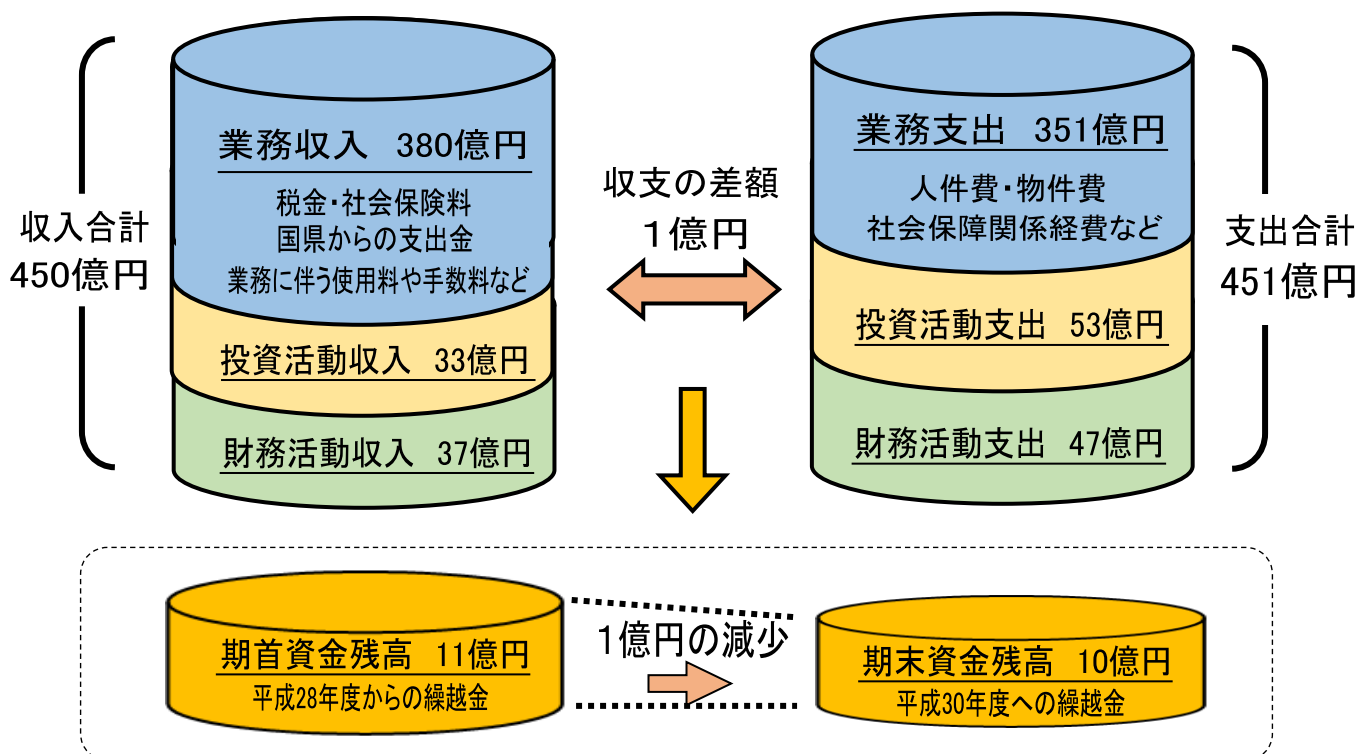 収入合計
450億円
業務収入 380億円
税金・社会保険料
国県からの支出金
業務に伴う使用料や手数料など
投資活動収入 33億円
財務活動収入 37億円
収支の差額
1億円
業務支出 351億円
人件費・物件費
社会保障関係経費など
投資活動支出 53億円
財務活動支出 47億円
支出合計
451億円
期首資金残高 11億円
平成28年度からの繰越金
1億円の減少
期末資金残高 10億円
平成30年度への繰越金